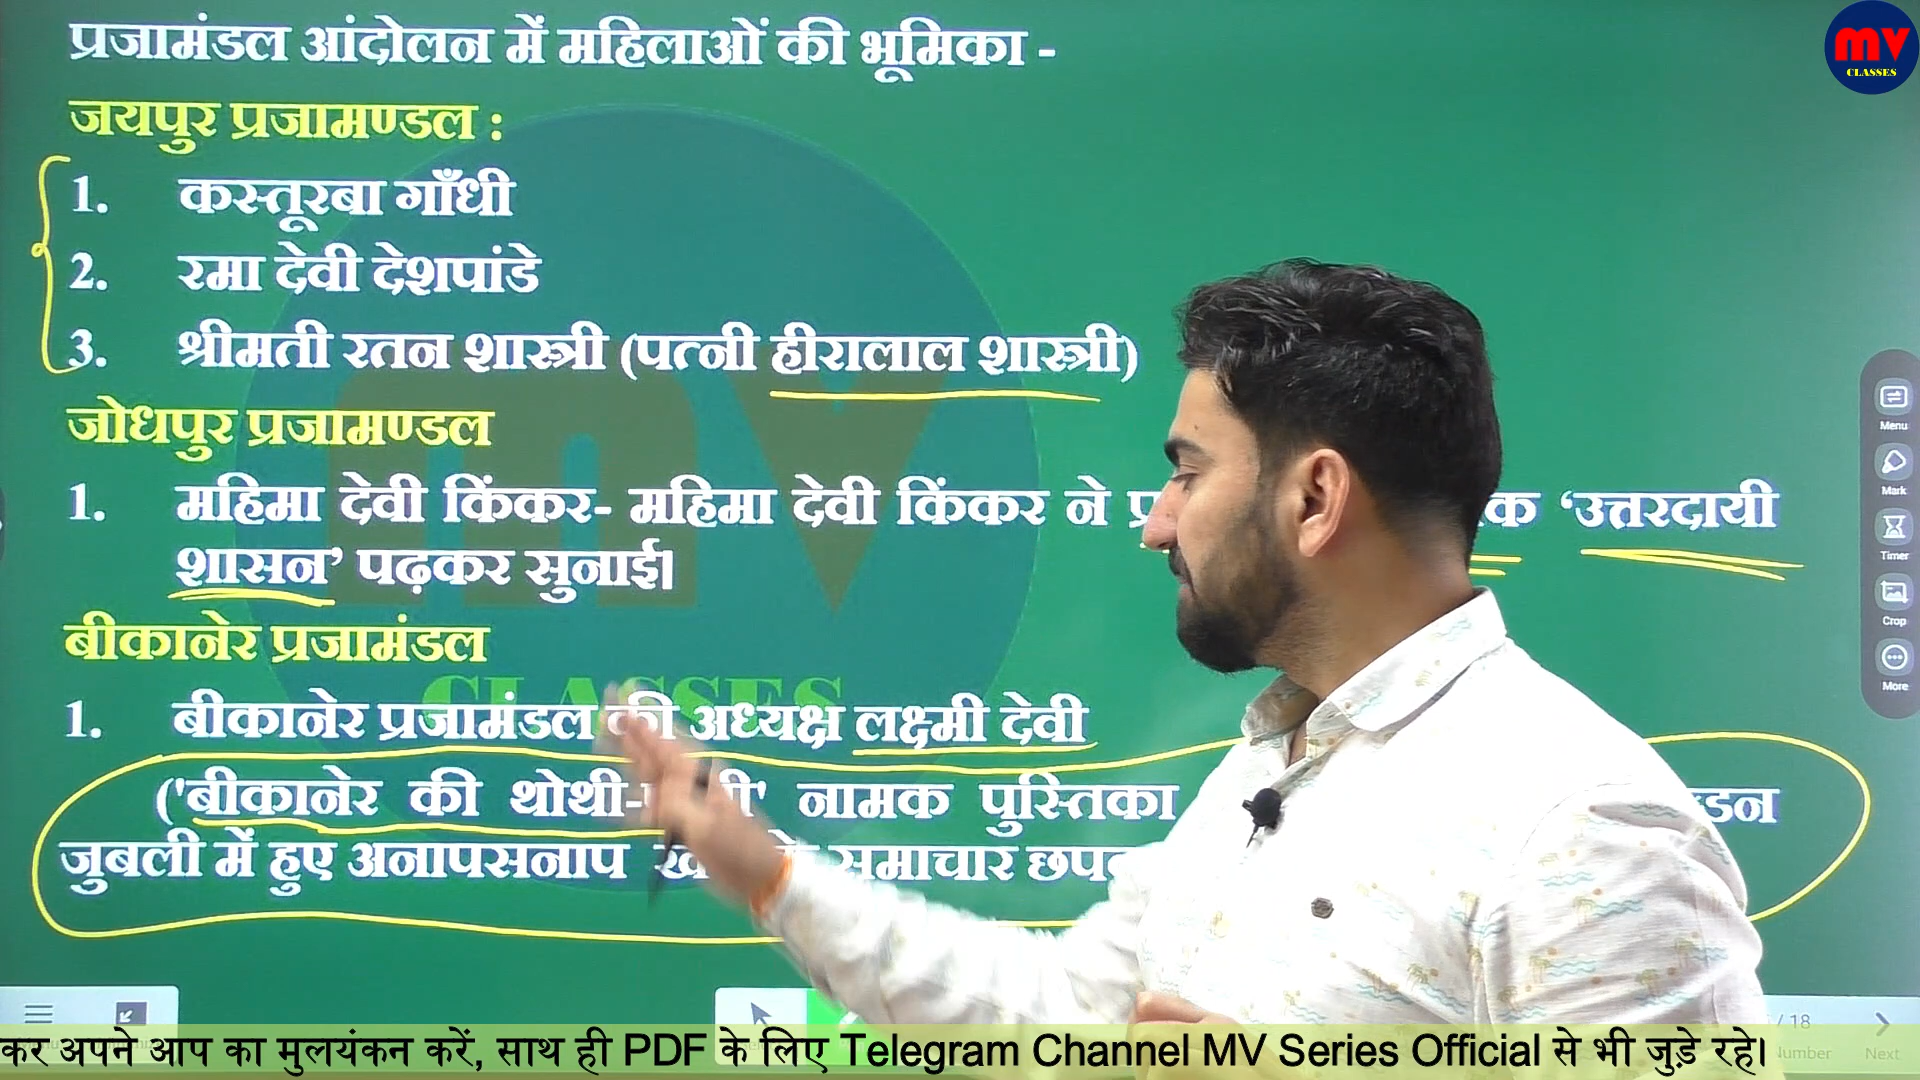 प्रजामंडल आंदोलन में महिलाओं की भूमिका -
mv
CLASSES
जयपुर प्रजामण्डल :
1. कस्तूरबा गाँधी
2. रमा देवी देशपांडे
3. श्रीमती रतन शास्त्री (पत्नी हीरालाल शास्त्री)
जोधपुर प्रजामण्डल
1. महिमा देवी किंकर- महिमा देवी किंकर ने ‘उत्तरदायी
शासन’ पढ़कर सुनाई।
बीकानेर प्रजामंडल
mv
CLASSES
1. बीकानेर प्रजामंडल की अध्यक्ष लक्ष्मी देवी
('बीकानेर की थोथी- नामक पुस्तिका
जुबली में हुए अनापसनाप समाचार
Menu
Mark
Timer
Crop
More
/ 18
Next
कर अपने आप का मुलयंकन करें, साथ ही PDF के लिए Telegram Channel MV Series Official से भी जुड़े रहे।